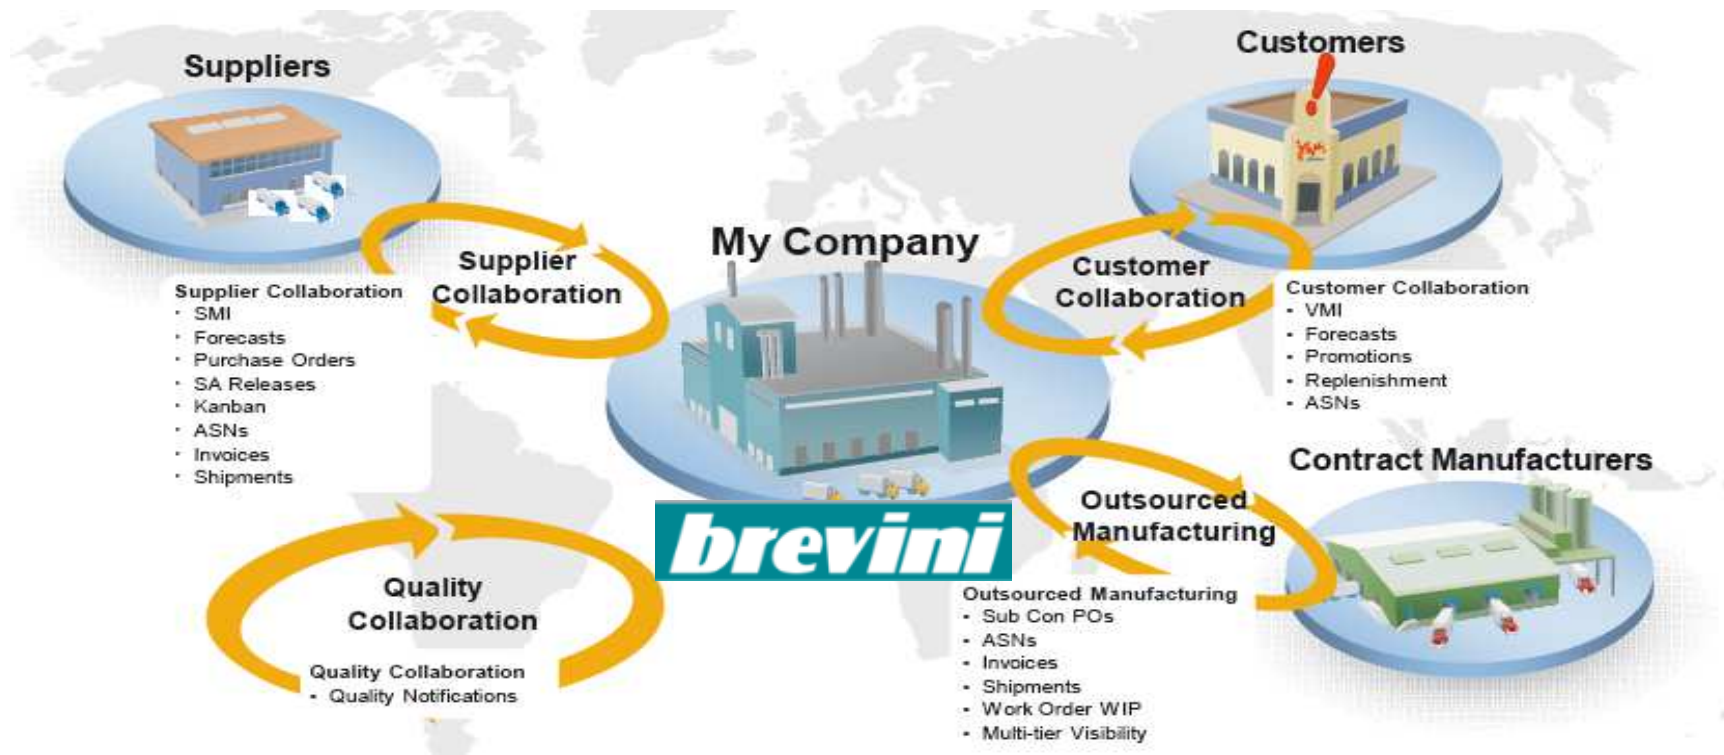 Suppliers
Customers
My Company
Supplier
Collaboration
Customer
Collaboration
Supplier Collaboration
· SMI
· Forecasts
· Purchase Orders
· SA Releases
· Kanban
· ASNs
· Invoices
· Shipments
Customer Collaboration
- VMI
- Forecasts
- Promotions
- Replenishment
- ASNs
Contract Manufacturers
Outsourced
Manufacturing
brevini
Quality
Collaboration
Quality Collaboration
- Quality Notifications
Outsourced Manufacturing
- Sub Con POs
- ASNs
- Invoices
- Shipments
- Work Order WIP
- Multi-tier Visibility